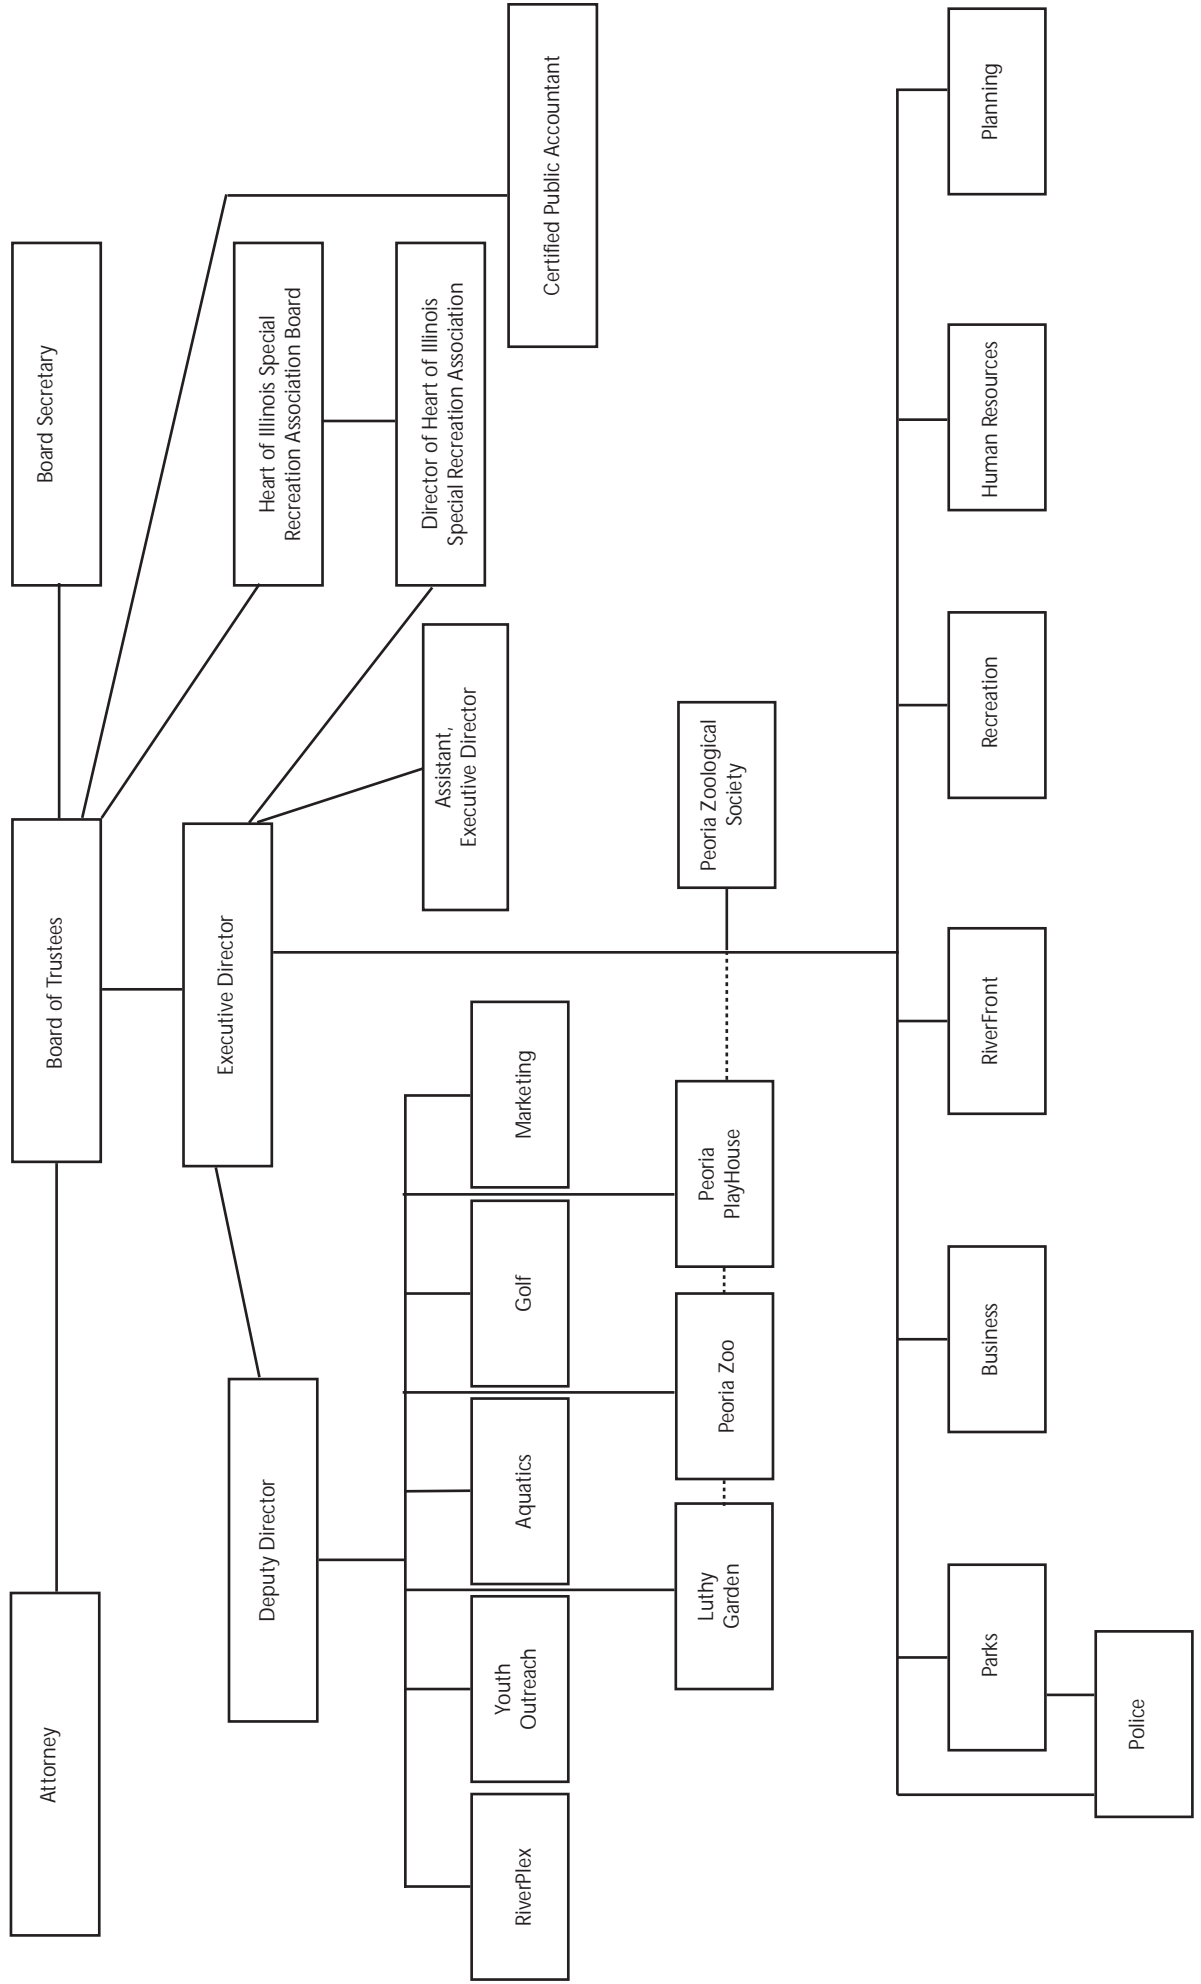 Attorney
Board of Trustees
Board Secretary
Executive Director
Deputy Director
Heart of Illinois Special
Recreation Association Board
Director of Heart of Illinois
Special Recreation Association
Assistant,
Executive Director
Certified Public Accountant
RiverPlex
Youth
Outreach
Aquatics
Golf
Marketing
Luthy
Garden
Peoria Zoo
Peoria
PlayHouse
Peoria Zoological
Society
Parks
Business
RiverFront
Recreation
Human Resources
Planning
Police